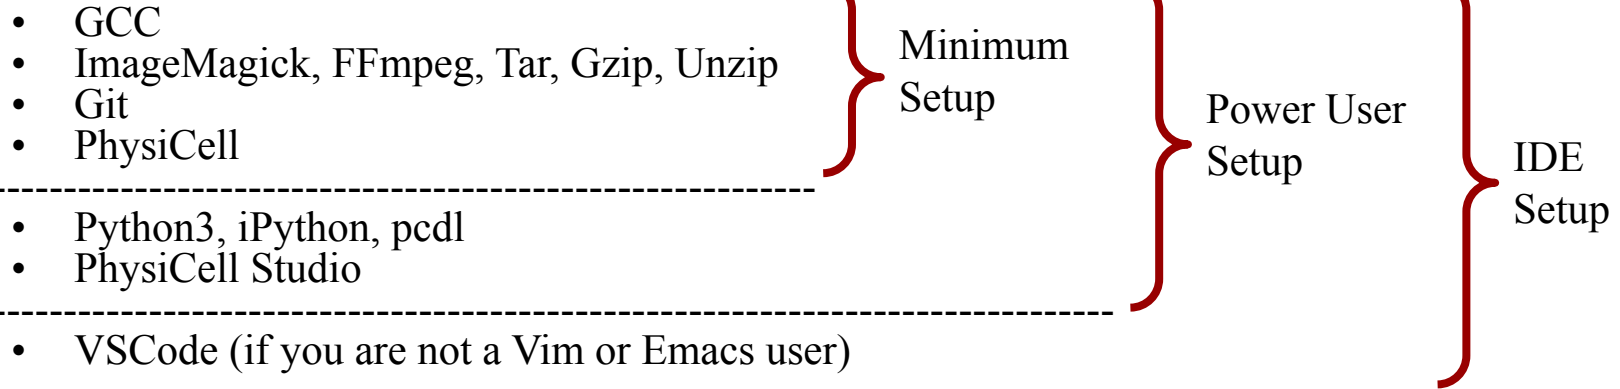 • GCC
• ImageMagick, FFmpeg, Tar, Gzip, Unzip
• Git
• PhysiCell
Minimum
Setup
• Python3, iPython, pcdl
• PhysiCell Studio
Power User
Setup
• VSCode (if you are not a Vim or Emacs user)
IDE
Setup